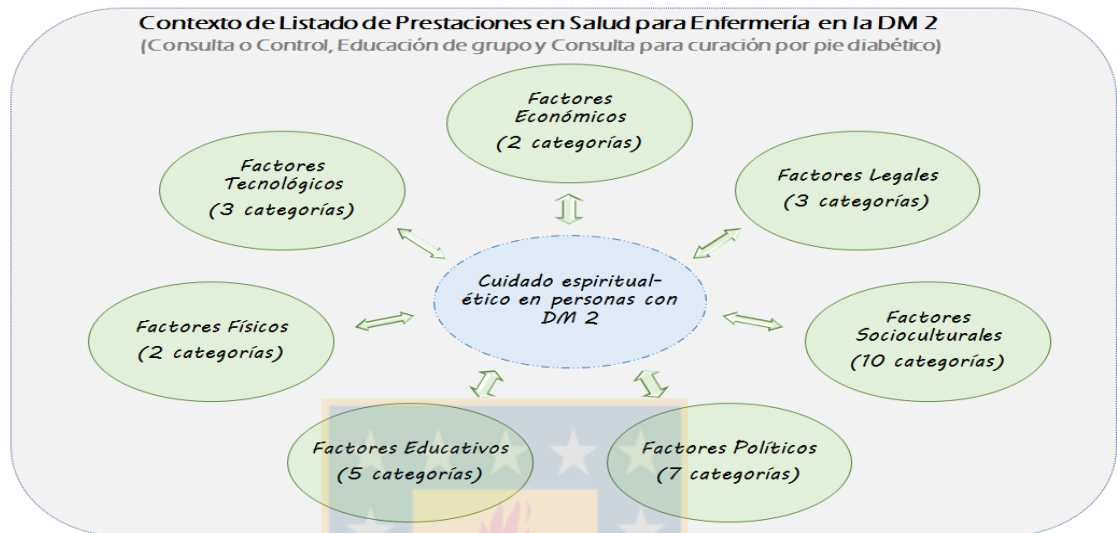 Contexto de Listado de Prestaciones en Salud para Enfermería en la DM 2
(Consulta o Control, Educación de grupo y Consulta para curación por pie diabético)
Factores
Económicos
(2 categorías)
Factores
Tecnológicos
(3 categorías)
Factores Legales
(3 categorías)
Cuidado espiritual-
ético en personas con
DM 2
Factores Físicos
(2 categorías)
Factores
Socioculturales
(10 categorías)
Factores Educativos
(5 categorías)
Factores Políticos
(7 categorías)